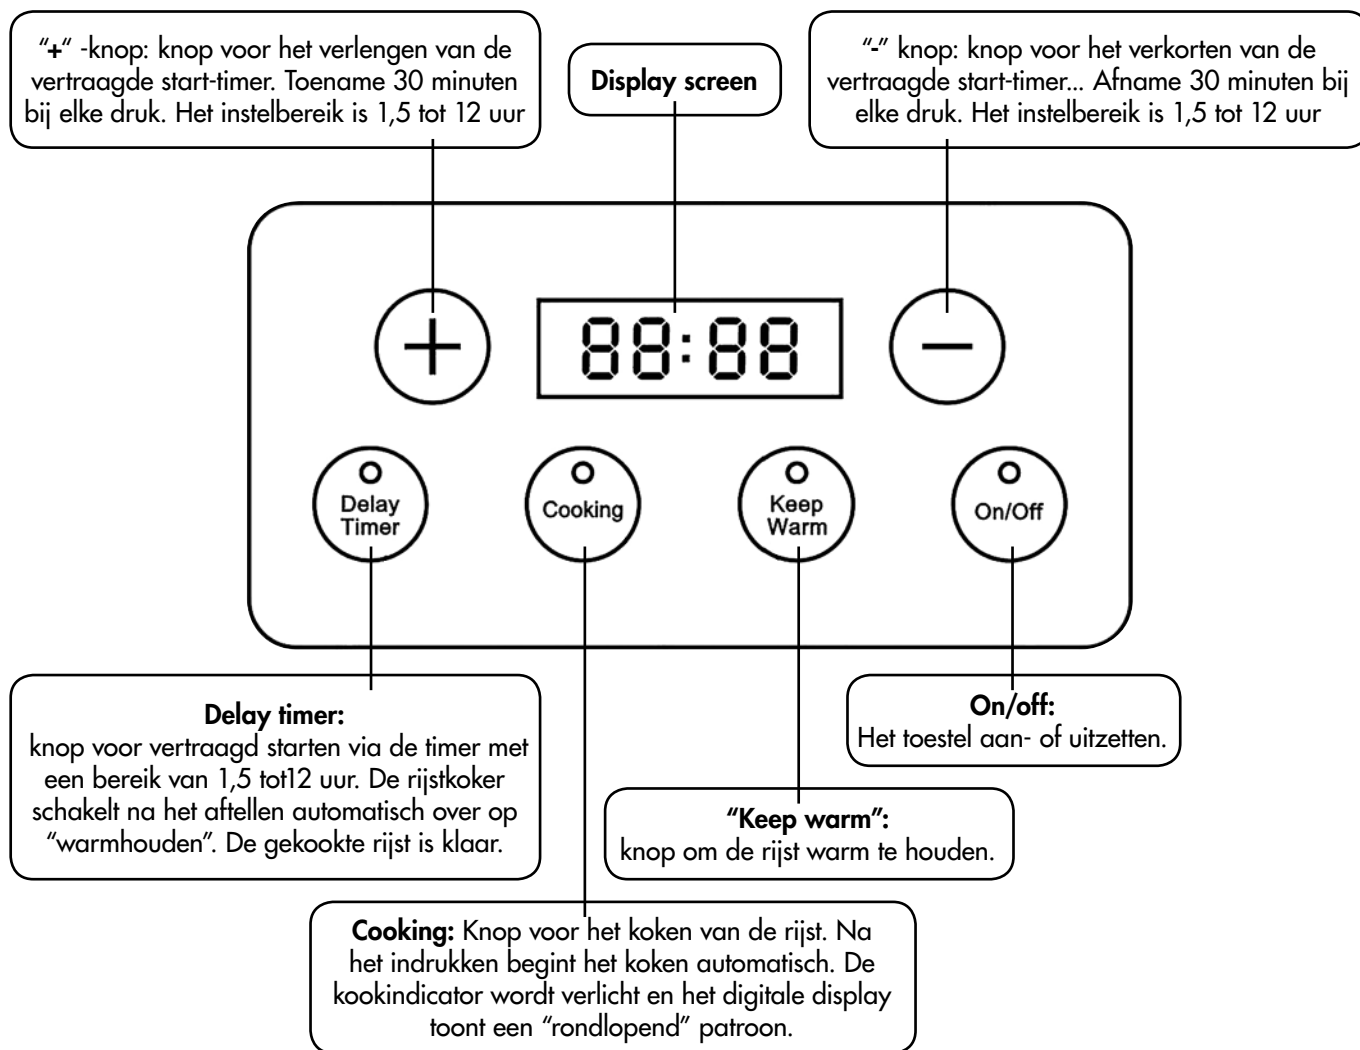 “+“ -knop: knop voor het verlengen van de
vertraagde start-timer. Toename 30 minuten
bij elke druk. Het instelbereik is 1,5 tot 12 uur
Display screen
“-” knop: knop voor het verkorten van de
vertraagde start-timer... Afname 30 minuten bij
elke druk. Het instelbereik is 1,5 tot 12 uur
+
88:88
−
Delay
Timer
Cooking
Keep
Warm
On/Off
Delay timer:
knop voor vertraagd starten via de timer met
een bereik van 1,5 tot12 uur. De rijstkoker
schakelt na het aftellen automatisch over op
“warmhouden”. De gekookte rijst is klaar.
On/off:
Het toestel aan- of uitzetten.
“Keep warm”:
knop om de rijst warm te houden.
Cooking: Knop voor het koken van de rijst. Na
het indrukken begint het koken automatisch. De
kookindicator wordt verlicht en het digitale display
toont een “rondlopend” patroon.